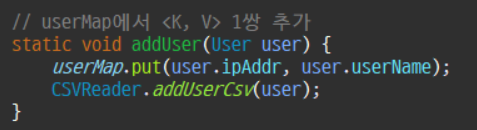 // userMap에서 <K, V> 1쌍 추가
static void addUser(User user) {
    userMap.put(user.ipAddr, user.userName);
    CSVReader.addUserCsv(user);
}